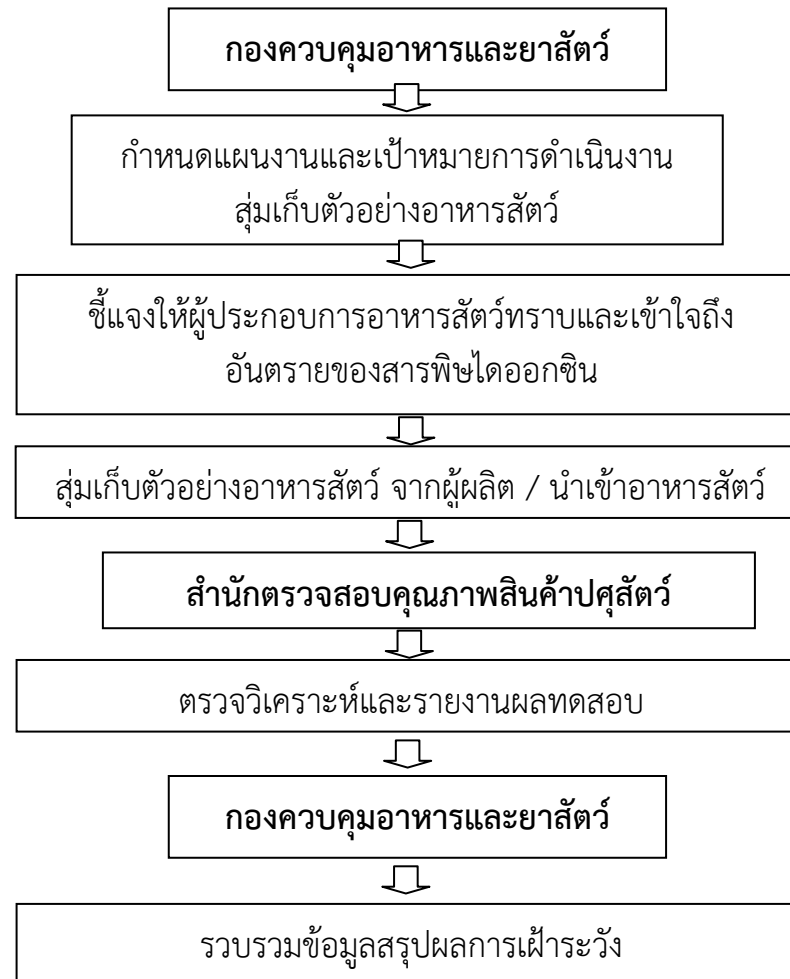 กองควบคุมอาหารและยาสัตว์
กำหนดแผนงานและเป้าหมายการดำเนินงาน
สุ่มเก็บตัวอย่างอาหารสัตว์
ชี้แจงให้ผู้ประกอบการอาหารสัตว์ทราบและเข้าใจถึง
อันตรายของสารพิษไดออกซิน
สุ่มเก็บตัวอย่างอาหารสัตว์ จากผู้ผลิต / นำเข้าอาหารสัตว์
สำนักตรวจสอบคุณภาพสินค้าปศุสัตว์
ตรวจวิเคราะห์และรายงานผลทดสอบ
กองควบคุมอาหารและยาสัตว์
รวบรวมข้อมูลสรุปผลการเฝ้าระวัง